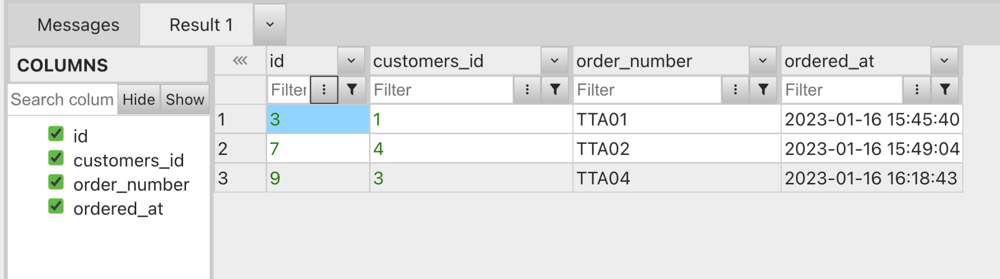 Messages Result 1
COLUMNS
Search colum Hide Show
id
customers_id
order_number
ordered_at
id customers_id order_number ordered_at
Filter Filter Filter Filter
1 3 1 TTA01 2023-01-16 15:45:40
2 7 4 TTA02 2023-01-16 15:49:04
3 9 3 TTA04 2023-01-16 16:18:43